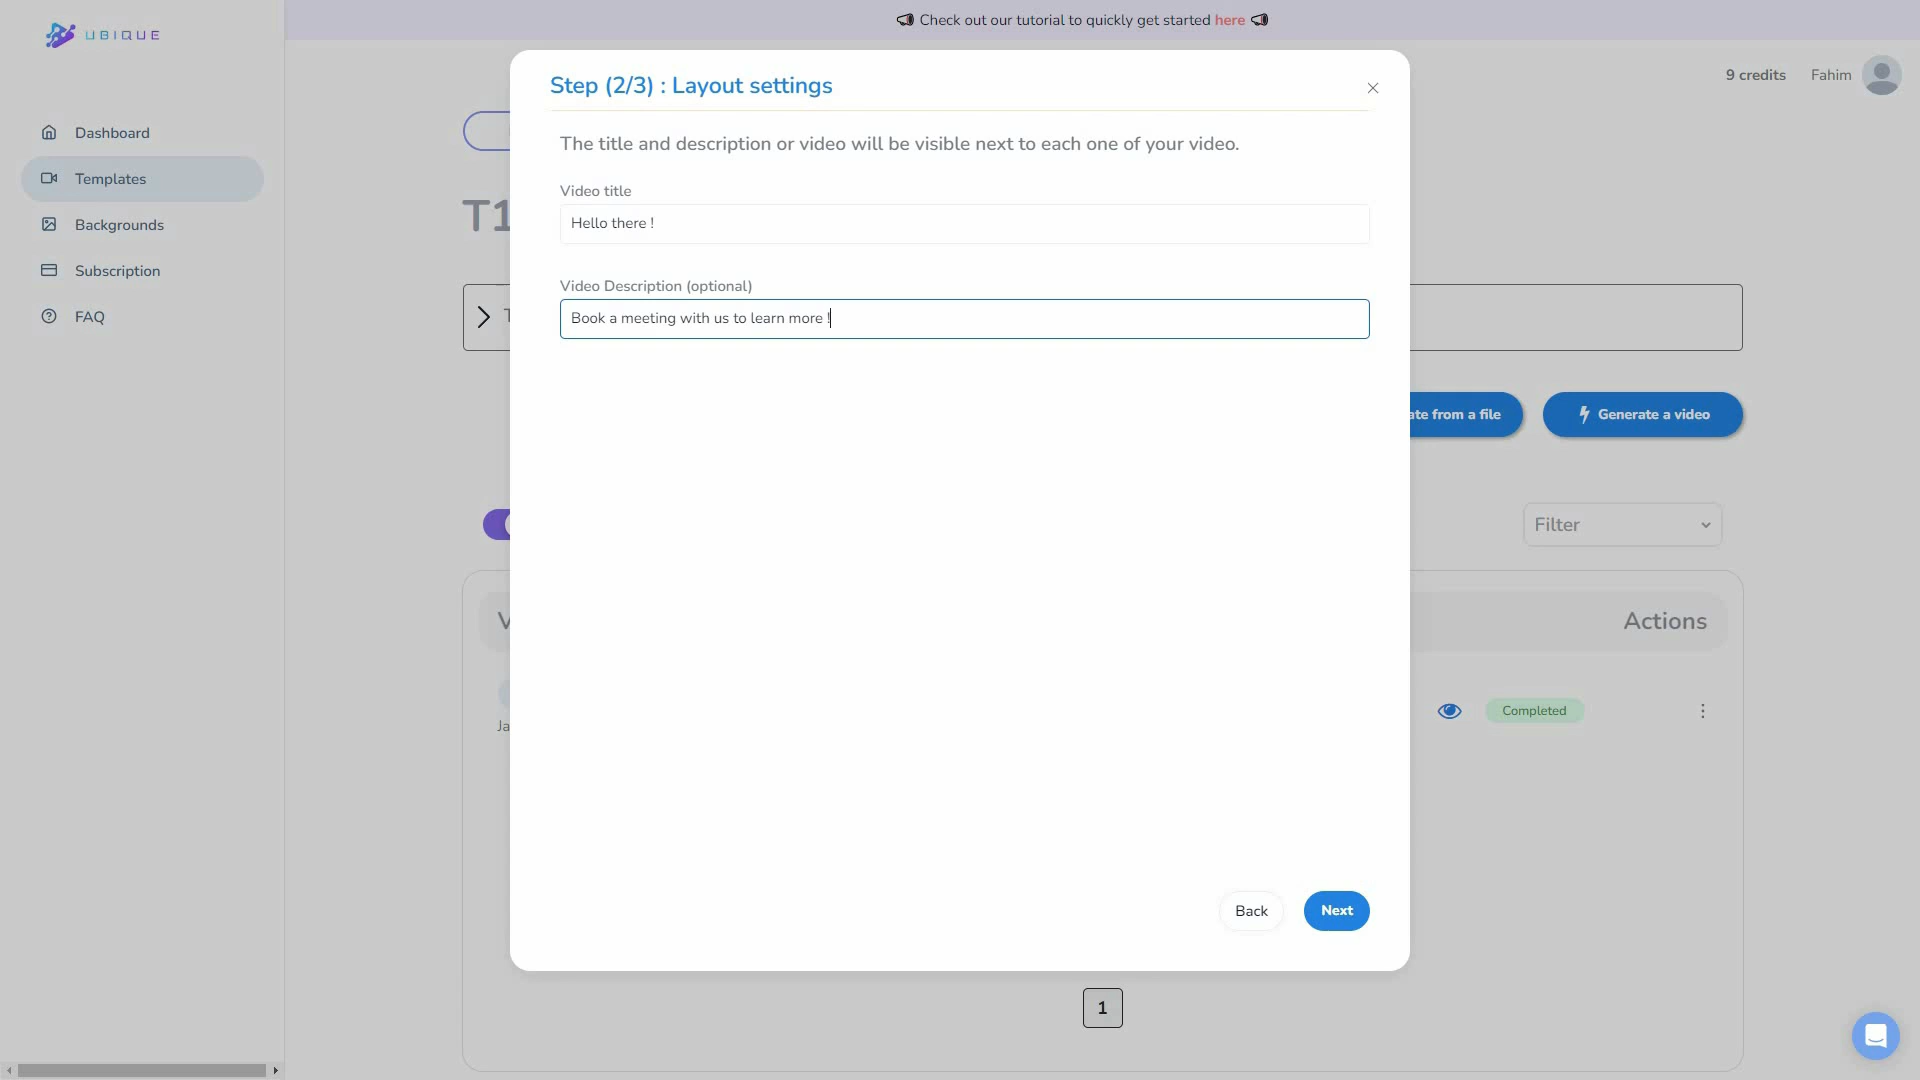 UBIQUE
Check out our tutorial to quickly get started here
9 credits
Fahim
Dashboard
Templates
Backgrounds
Subscription
FAQ
Step (2/3) : Layout settings
The title and description or video will be visible next to each one of your video.
Video title
Hello there !
Video Description (optional)
Book a meeting with us to learn more !
Back
Next
T1
ate from a file
Generate a video
Filter
Actions
Ja
Completed
1